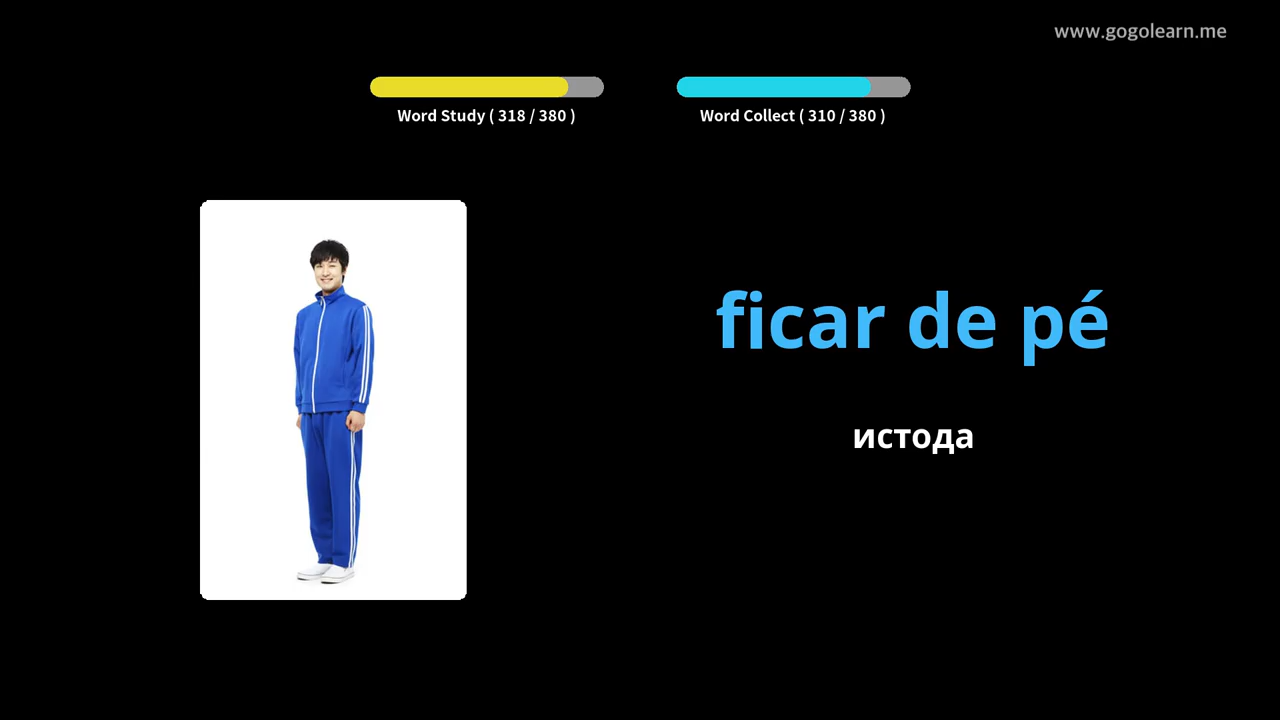 www.gogolearn.me
Word Study ( 318 / 380 )
Word Collect ( 310 / 380 )
ficar de pé
истода